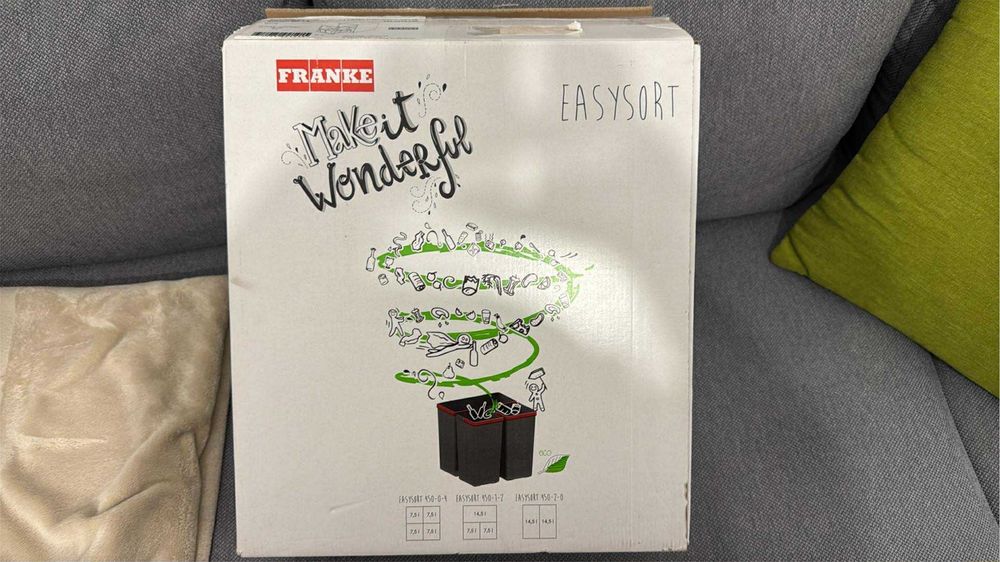 FRANKE
EASYSORT
Make it
Wonderful
eco
EASYSORT 450-0-4 EASYSORT 450-1-2 EASYSORT 450-2-0
7,5 l 7,5 l 14,5 l 14,5 l 14,5 l
7,5 l 7,5 l 7,5 l 7,5 l